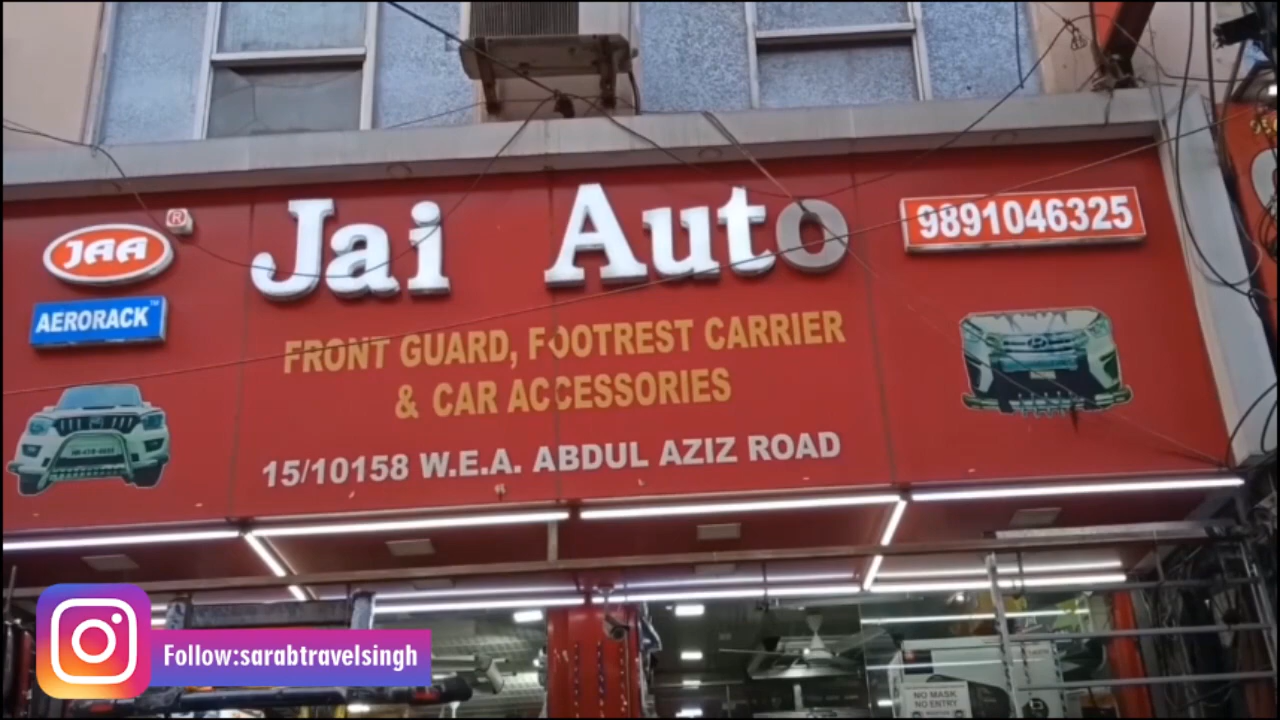 JAA
®
AERORACK™
Jai Auto
9891046325
FRONT GUARD, FOOTREST CARRIER
& CAR ACCESSORIES
15/10158 W.E.A. ABDUL AZIZ ROAD
NO MASK
NO ENTRY
Follow:sarabtravelsingh